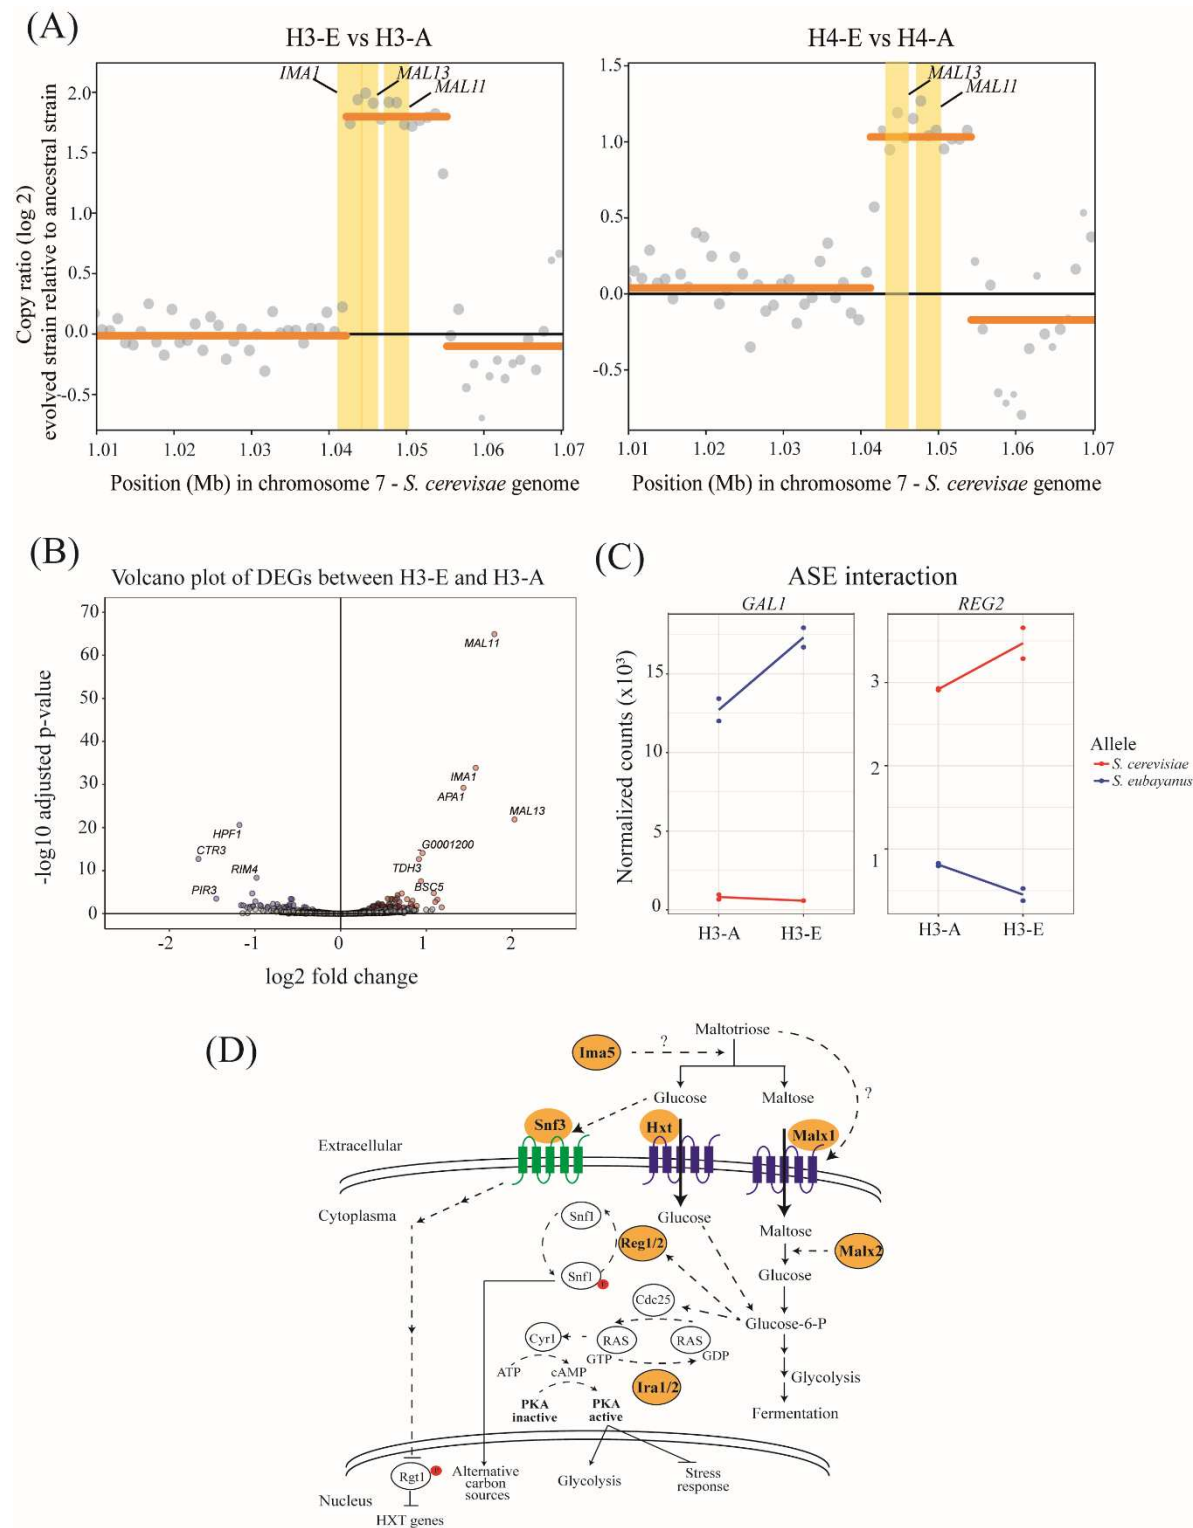 (A)
H3-E vs H3-A
H4-E vs H4-A
IMA1
MAL13
MAL11
MAL13
MAL11
Copy ratio (log 2)
evolved strain relative to ancestral strain
2.0
1.5
1.0
0.5
0.0
-0.5
1.5
1.0
0.5
0.0
-0.5
1.01 1.02 1.03 1.04 1.05 1.06 1.07
1.01 1.02 1.03 1.04 1.05 1.06 1.07
Position (Mb) in chromosome 7 - S. cerevisae genome
Position (Mb) in chromosome 7 - S. cerevisae genome
(B)
Volcano plot of DEGs between H3-E and H3-A
-log10 adjusted p-value
70
60
50
40
30
20
10
0
MAL11
IMA1
APA1
MAL13
HPF1
G0001200
CTR3
TDH3
RIM4
BSC5
PIR3
-2 -1 0 1 2
log2 fold change
(C)
ASE interaction
GAL1
REG2
Normalized counts (x10³)
15
10
5
0
3
2
1
H3-A H3-E
H3-A H3-E
Allele
S. cerevisiae
S. eubayanus
(D)
Maltotriose
Ima5
?
?
Glucose
Maltose
Snf3
Hxt
Malx1
Extracellular
Cytoplasma
Snf1
Glucose
Maltose
Reg1/2
Malx2
Snf1
P
Glucose
Cdc25
Glucose-6-P
Cyr1
RAS
RAS
GTP
GDP
ATP
cAMP
Ira1/2
Glycolysis
PKA
inactive
PKA
active
Fermentation
Rgt1
P
Alternative
carbon
sources
Glycolysis
Stress
response
Nucleus
HXT genes